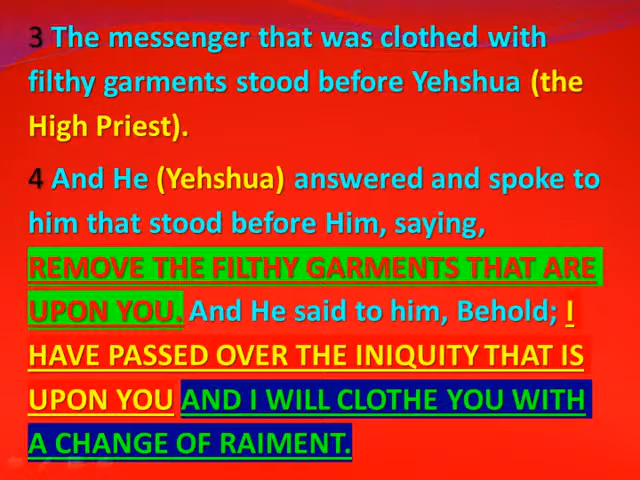 3 The messenger that was clothed with
filthy garments stood before Yehshua (the
High Priest).
4 And He (Yehshua) answered and spoke to
him that stood before Him, saying,
REMOVE THE FILTHY GARMENTS THAT ARE
UPON YOU. And He said to him, Behold; I
HAVE PASSED OVER THE INIQUITY THAT IS
UPON YOU AND I WILL CLOTHE YOU WITH
A CHANGE OF RAIMENT.